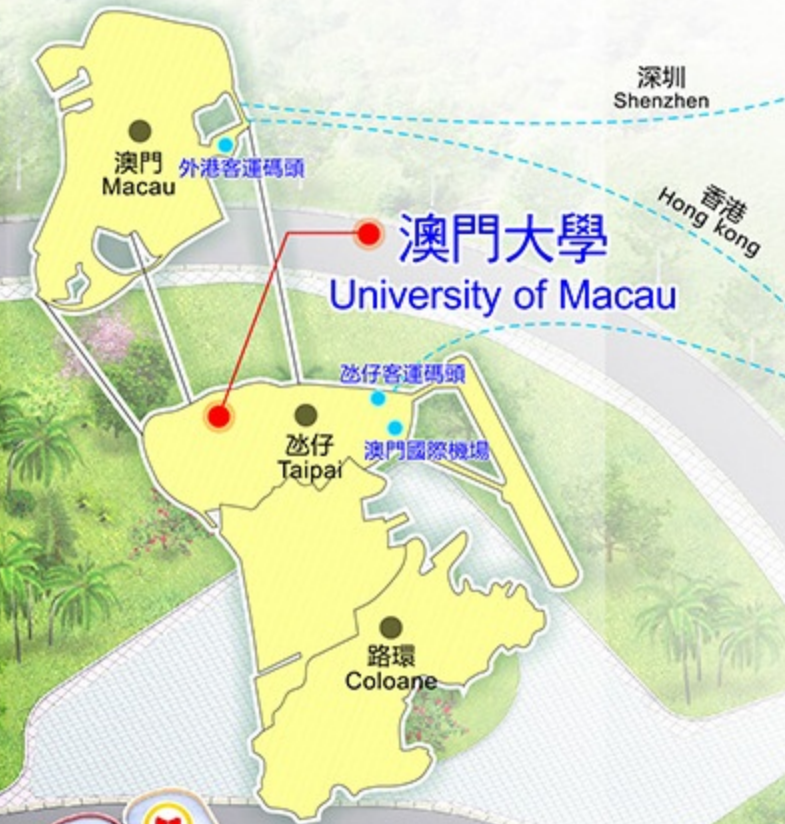 深圳
Shenzhen
澳門
Macau
外港客運碼頭
香港
Hong kong
澳門大學
University of Macau
氹仔客運碼頭
氹仔
Taipai
澳門國際機場
路環
Coloane